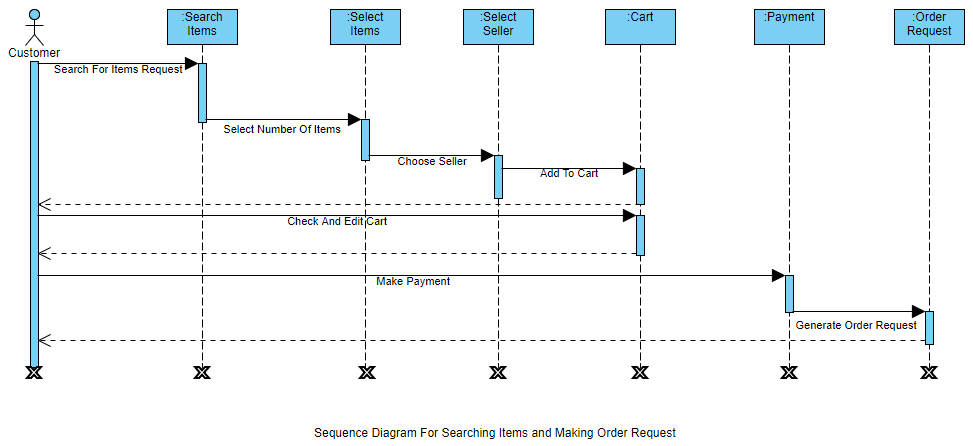 :Search
Items
:Select
Items
:Select
Seller
:Cart
:Payment
:Order
Request
Customer
Search For Items Request
Select Number Of Items
Choose Seller
Add To Cart
Check And Edit Cart
Make Payment
Generate Order Request
Sequence Diagram For Searching Items and Making Order Request